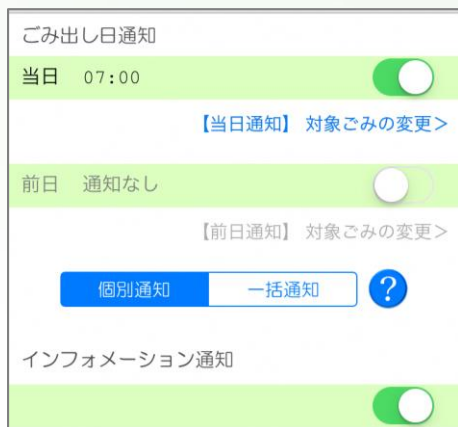 ごみ出し日通知
当日 07:00
【当日通知】 対象ごみの変更>
前日 通知なし
【前日通知】 対象ごみの変更>
個別通知 一括通知 ?
インフォメーション通知